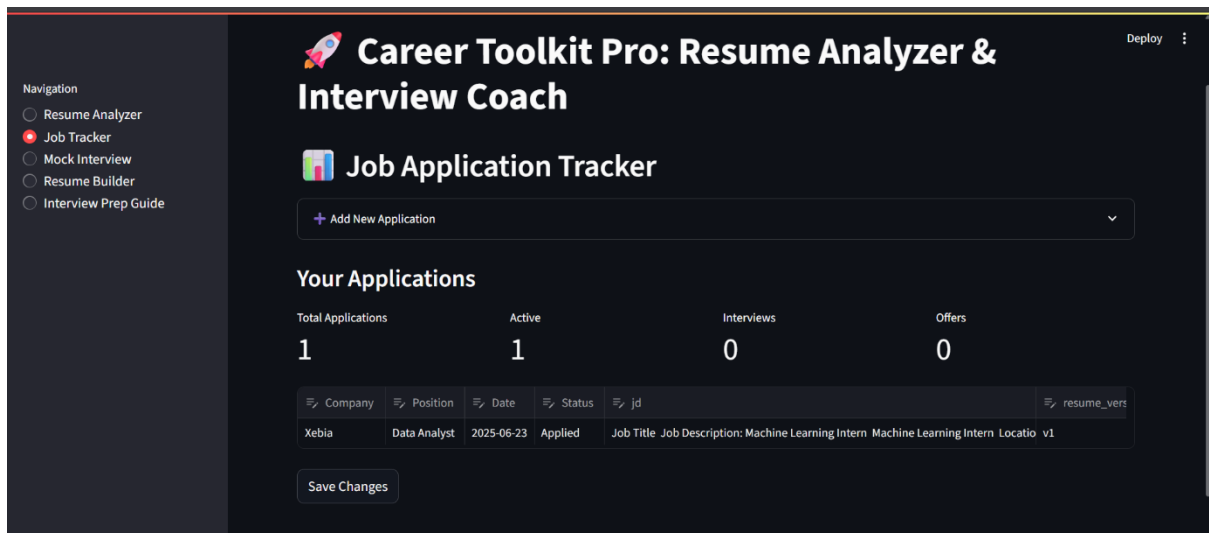 Deploy
Navigation
Resume Analyzer
Job Tracker
Mock Interview
Resume Builder
Interview Prep Guide
🚀 Career Toolkit Pro: Resume Analyzer &
Interview Coach
📊 Job Application Tracker
➕ Add New Application
Your Applications
Total Applications Active Interviews Offers
1 1 0 0
Company Position Date Status jd resume_vers
Xebia Data Analyst 2025-06-23 Applied Job Title Job Description: Machine Learning Intern Machine Learning Intern Locatio v1
Save Changes